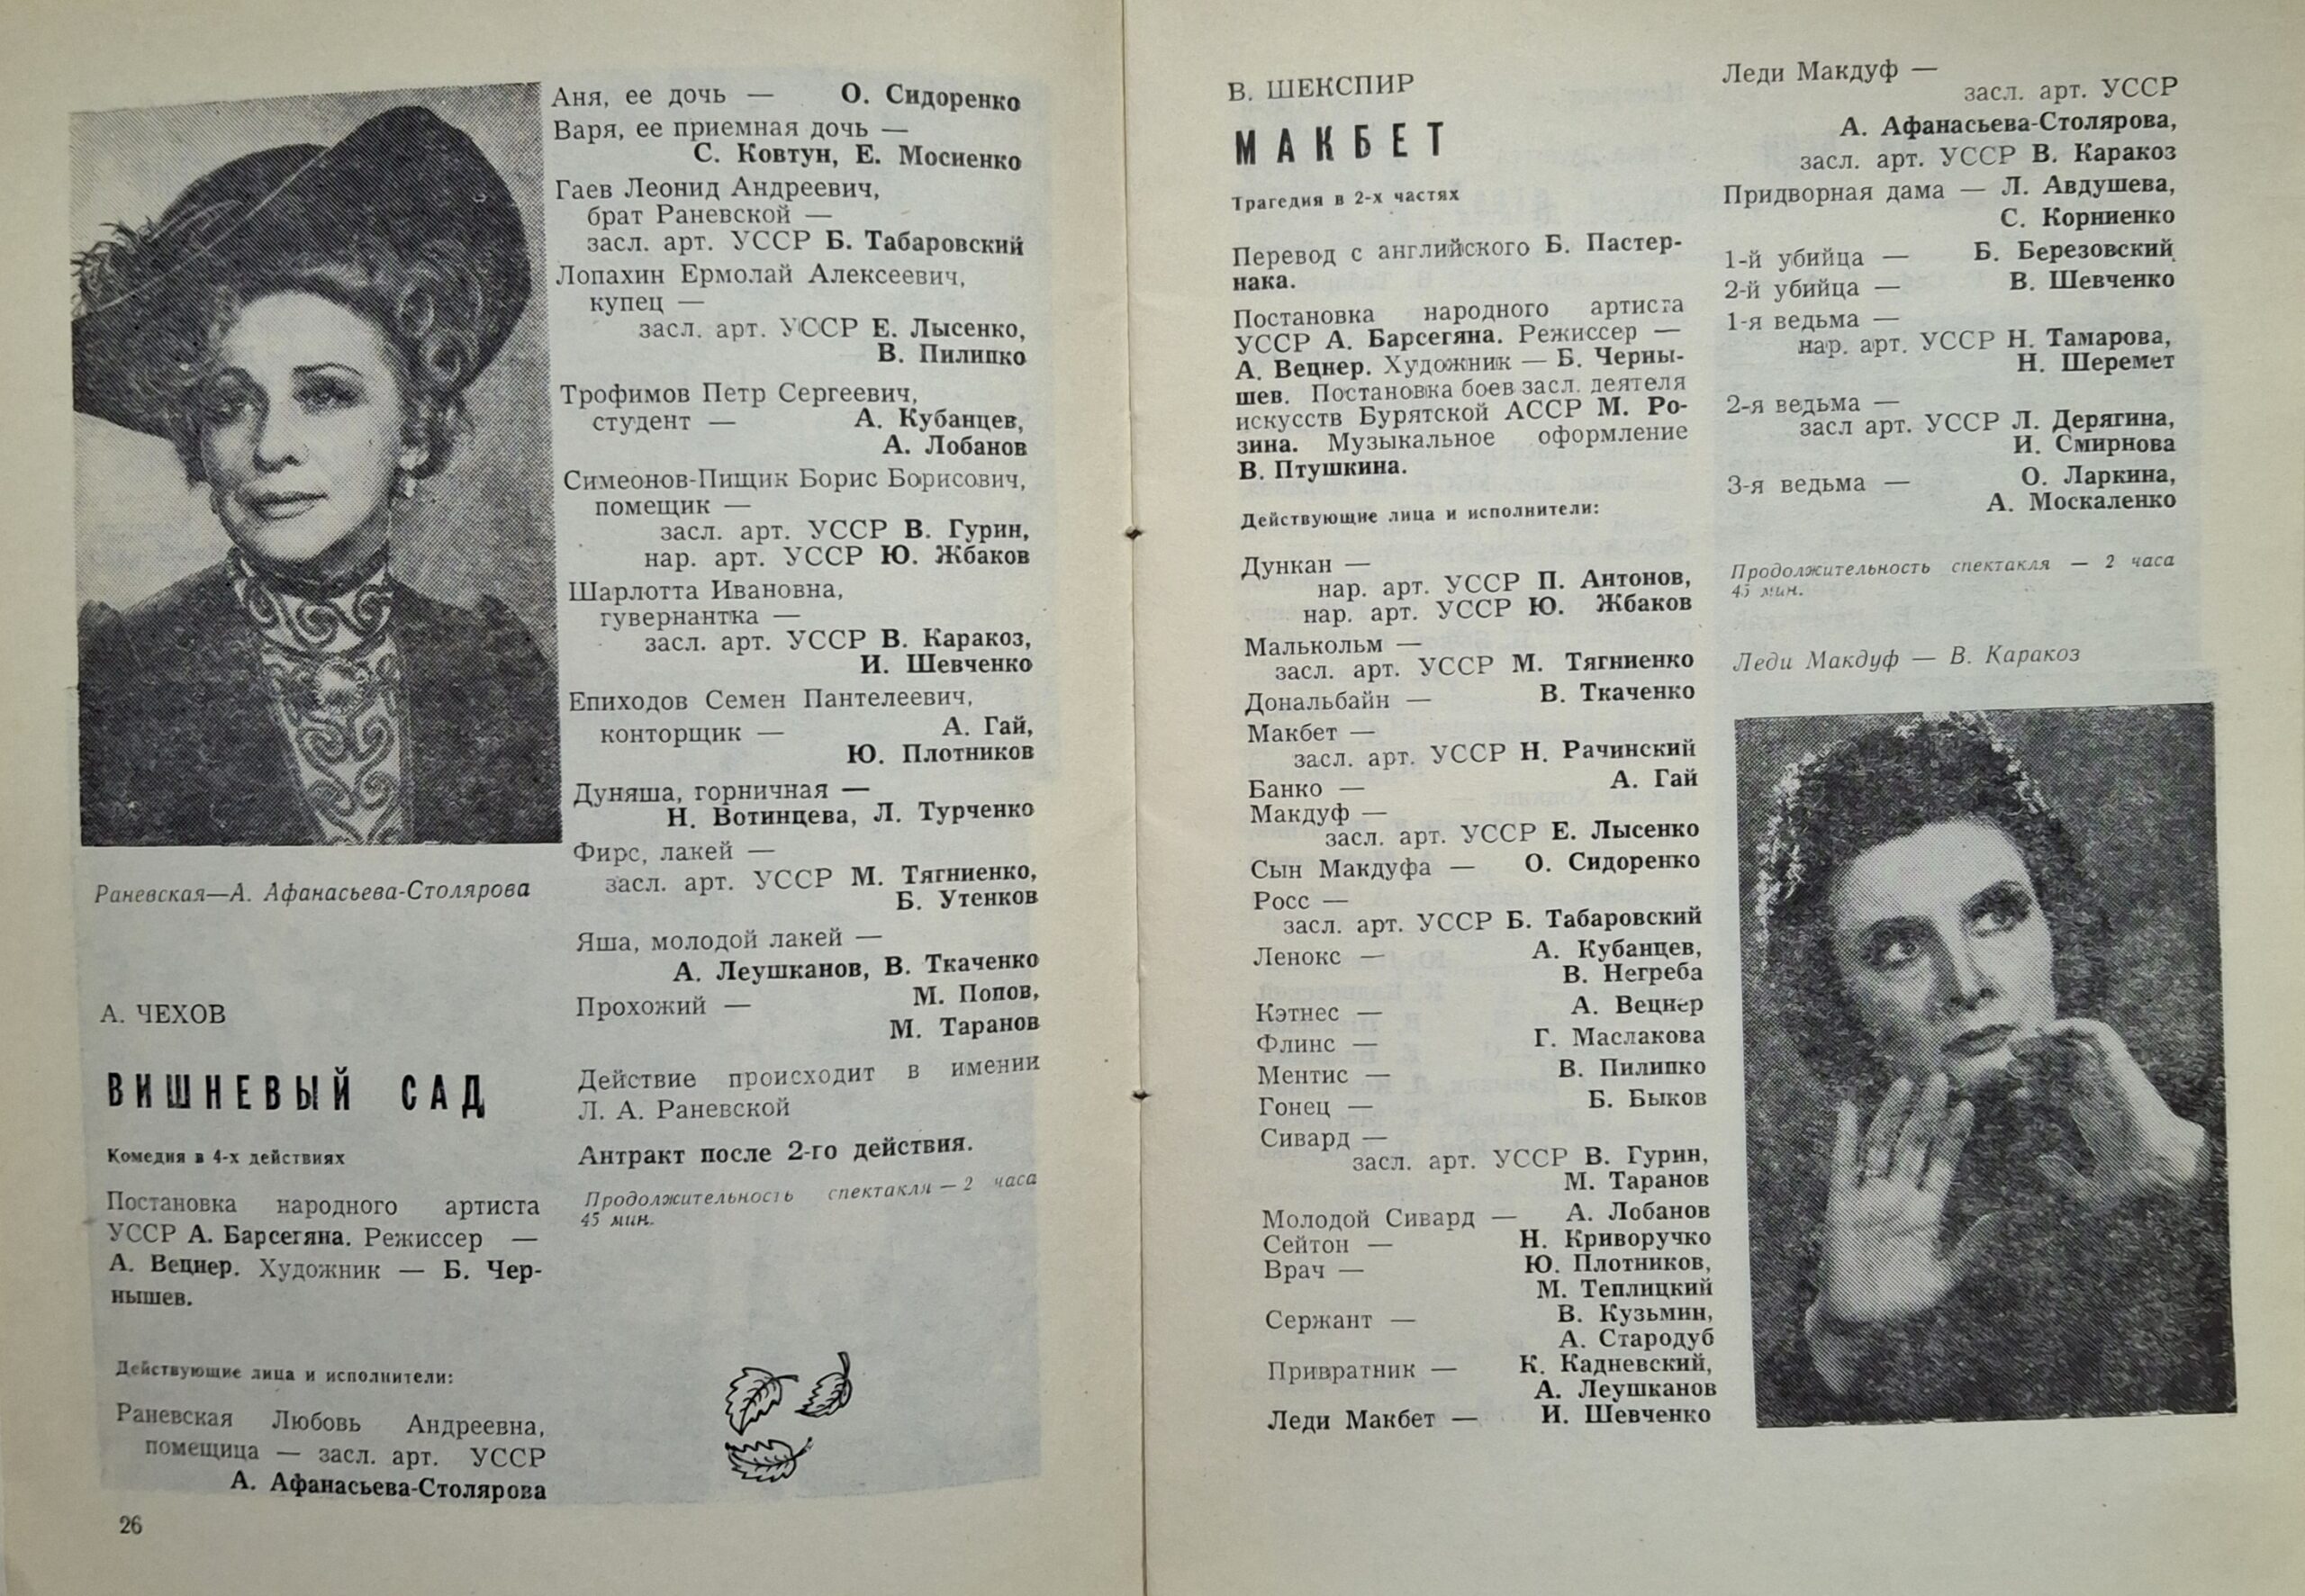 Раневская—А. Афанасьева-Столярова
А. ЧЕХОВ
ВИШНЕВЫЙ САД
Комедия в 4-х действиях
Постановка народного артиста
УССР А. Барсегяна. Режиссер —
А. Вецнер. Художник — Б. Чер-
нышев.
Действующие лица и исполнители:
Раневская Любовь Андреевна,
помещица — засл. арт. УССР
А. Афанасьева-Столярова
26
Аня, ее дочь — О. Сидоренко
Варя, ее приемная дочь —
С. Ковтун, Е. Мосиенко
Гаев Леонид Андреевич,
брат Раневской —
засл. арт. УССР Б. Табаровский
Лопахин Ермолай Алексеевич,
купец —
засл. арт. УССР Е. Лысенко,
В. Пилипко
Трофимов Петр Сергеевич,
студент — А. Кубанцев,
А. Лобанов
Симеонов-Пищик Борис Борисович,
помещик —
засл. арт. УССР В. Гурин,
нар. арт. УССР Ю. Жбаков
Шарлотта Ивановна,
гувернантка —
засл. арт. УССР В. Каракоз,
И. Шевченко
Епиходов Семен Пантелеевич,
конторщик — А. Гай,
Ю. Плотников
Дуняша, горничная —
Н. Вотинцева, Л. Турченко
Фирс, лакей —
засл. арт. УССР М. Тягниенко,
Б. Утенков
Яша, молодой лакей —
А. Леушканов, В. Ткаченко
Прохожий — М. Попов,
М. Таранов
Действие происходит в имении
Л. А. Раневской
Антракт после 2-го действия.
Продолжительность спектакля — 2 часа
45 мин.
В. ШЕКСПИР
МАКБЕТ
Трагедия в 2-х частях
Перевод с английского Б. Пастер-
нака.
Постановка народного артиста
УССР А. Барсегяна. Режиссер —
А. Вецнер. Художник — Б. Черны-
шев. Постановка боев засл. деятеля
искусств Бурятской АССР М. Ро-
зина. Музыкальное оформление
В. Птушкина.
Действующие лица и исполнители:
Дункан —
нар. арт. УССР П. Антонов,
нар. арт. УССР Ю. Жбаков
Малькольм —
засл. арт. УССР М. Тягниенко
Дональбайн — В. Ткаченко
Макбет —
засл. арт. УССР Н. Рачинский
Банко — А. Гай
Макдуф —
засл. арт. УССР Е. Лысенко
Сын Макдуфа — О. Сидоренко
Росс —
засл. арт. УССР Б. Табаровский
Ленокс — А. Кубанцев,
В. Негреба
Кэтнес — А. Вецнер
Флинс — Г. Маслакова
Ментис — В. Пилипко
Гонец — Б. Быков
Сивард —
засл. арт. УССР В. Гурин,
М. Таранов
Молодой Сивард — А. Лобанов
Сейтон — Н. Криворучко
Врач — Ю. Плотников,
М. Теплицкий
Сержант — В. Кузьмин,
А. Стародуб
Привратник — К. Кадневский,
А. Леушканов
Леди Макбет — И. Шевченко
Леди Макдуф —
засл. арт. УССР
А. Афанасьева-Столярова,
засл. арт. УССР В. Каракоз
Придворная дама — Л. Авдушева,
С. Корниенко
1-й убийца — Б. Березовский
2-й убийца — В. Шевченко
1-я ведьма —
нар. арт. УССР Н. Тамарова,
Н. Шеремет
2-я ведьма —
засл арт. УССР Л. Дерягина,
И. Смирнова
3-я ведьма — О. Ларкина,
А. Москаленко
Продолжительность спектакля — 2 часа
45 мин.
Леди Макдуф — В. Каракоз